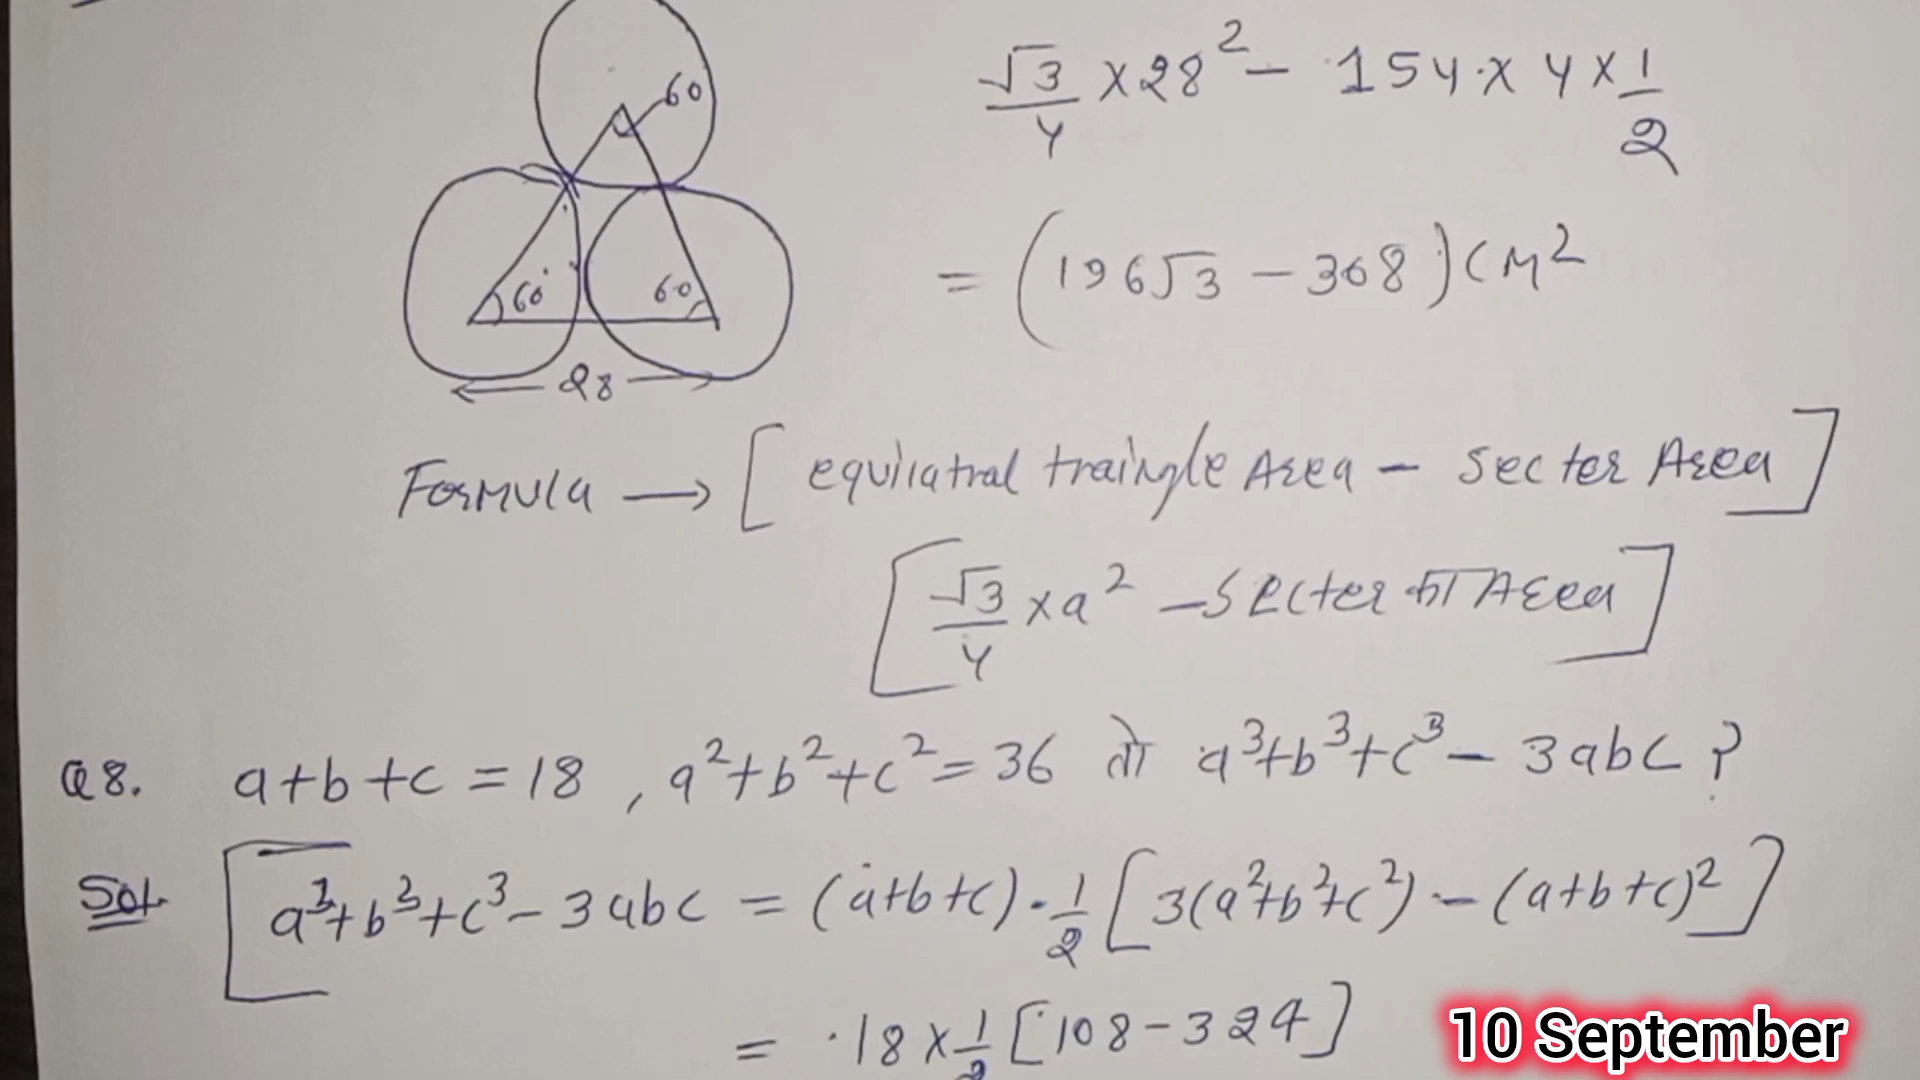 60
60°
60
28
√3/4 × 28² - 154 × 4 × 1/2
= (196√3 - 308) CM²
Formula → [equilatral traingle Area - Secter Area]
[√3/4 × a² - Secter का Area]
Q8. a+b+c = 18, a²+b²+c² = 36 तो a³+b³+c³ - 3abc ?
Sol. [a³+b³+c³ - 3abc = (a+b+c) · 1/2 [3(a²+b²+c²) - (a+b+c)²]
= 18 × 1/2 [108 - 324]
10 September